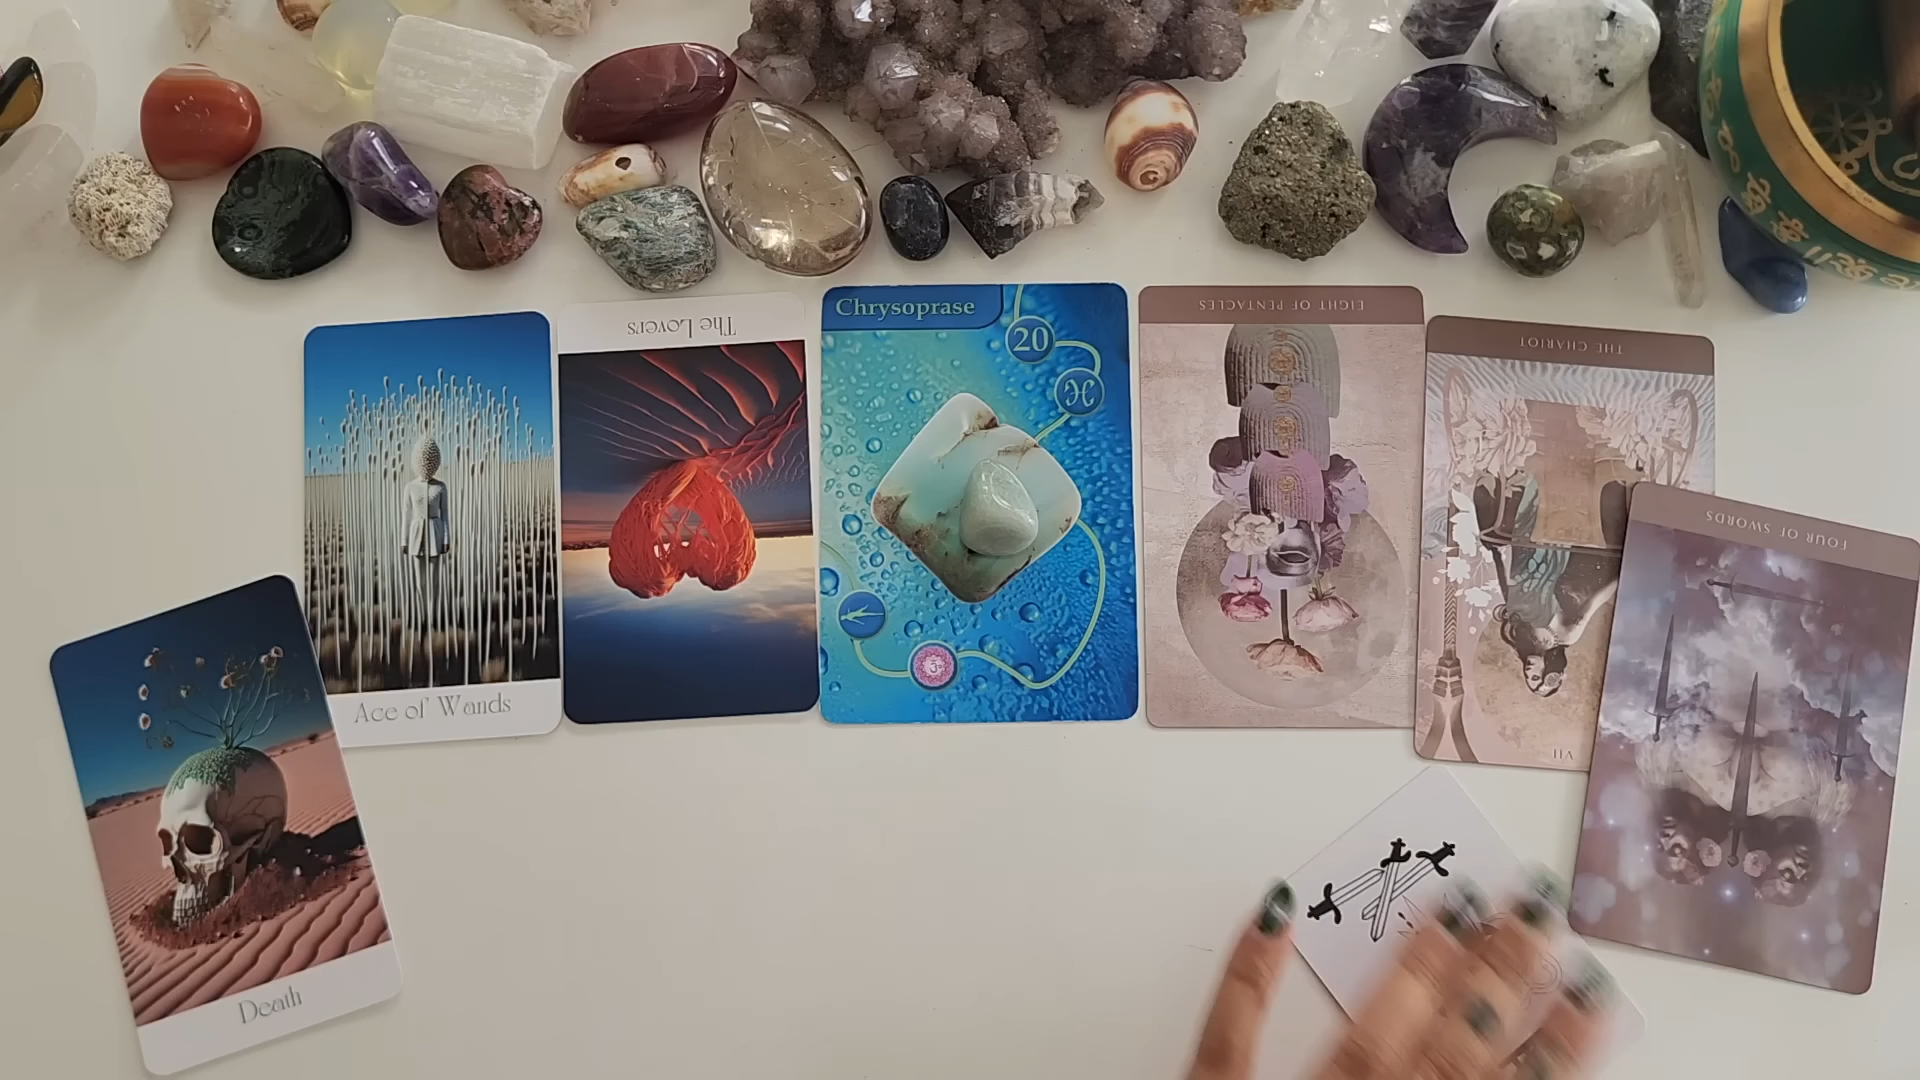 Ace of Wands
Death
The Lovers
Chrysoprase
20
EIGHT OF PENTACLES
THE CHARIOT
VII
FOUR OF SWORDS